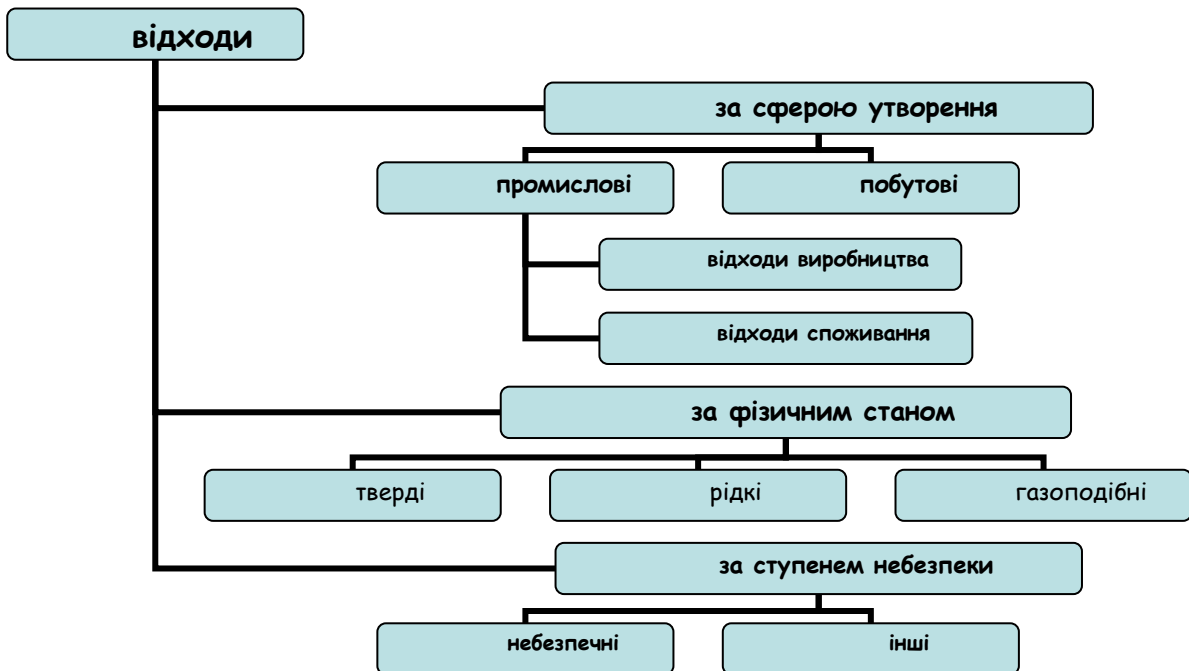 відходи
за сферою утворення
промислові
побутові
відходи виробництва
відходи споживання
за фізичним станом
тверді
рідкі
газоподібні
за ступенем небезпеки
небезпечні
інші